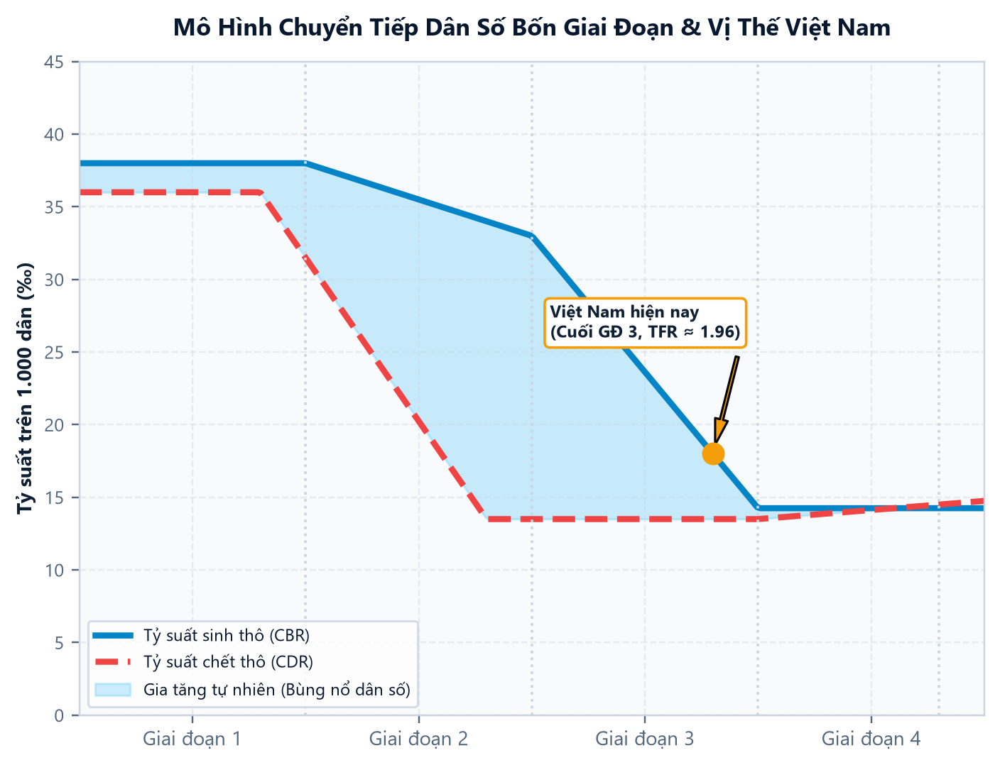 Mô Hình Chuyển Tiếp Dân Số Bốn Giai Đoạn & Vị Thế Việt Nam
Tỷ suất trên 1.000 dân (‰)
45
40
35
30
25
20
15
10
5
0
Việt Nam hiện nay
(Cuối GĐ 3, TFR ≈ 1.96)
Tỷ suất sinh thô (CBR)
Tỷ suất chết thô (CDR)
Gia tăng tự nhiên (Bùng nổ dân số)
Giai đoạn 1
Giai đoạn 2
Giai đoạn 3
Giai đoạn 4